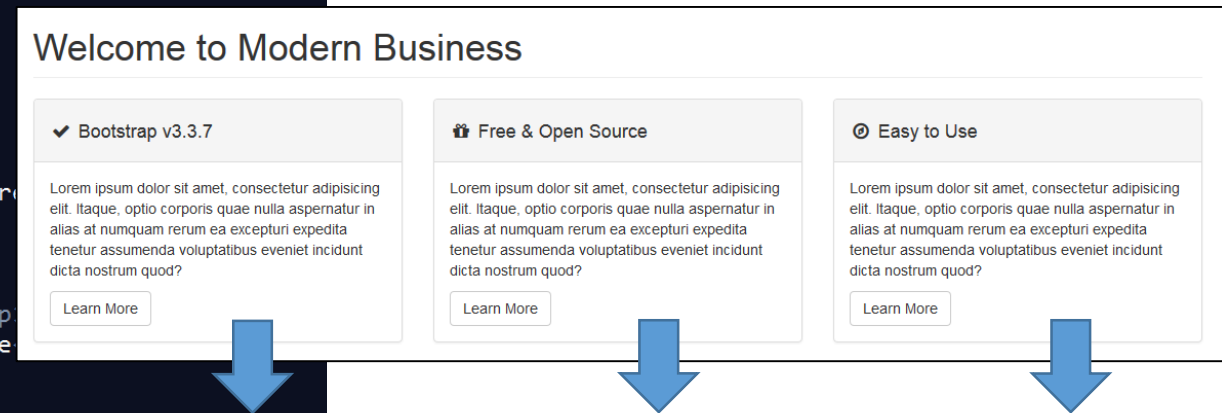 Welcome to Modern Business
Bootstrap v3.3.7
Lorem ipsum dolor sit amet, consectetur adipisicing
elit. Itaque, optio corporis quae nulla aspernatur in
alias at numquam rerum ea excepturi expedita
tenetur assumenda voluptatibus eveniet incidunt
dicta nostrum quod?
Learn More
Free & Open Source
Lorem ipsum dolor sit amet, consectetur adipisicing
elit. Itaque, optio corporis quae nulla aspernatur in
alias at numquam rerum ea excepturi expedita
tenetur assumenda voluptatibus eveniet incidunt
dicta nostrum quod?
Learn More
Easy to Use
Lorem ipsum dolor sit amet, consectetur adipisicing
elit. Itaque, optio corporis quae nulla aspernatur in
alias at numquam rerum ea excepturi expedita
tenetur assumenda voluptatibus eveniet incidunt
dicta nostrum quod?
Learn More